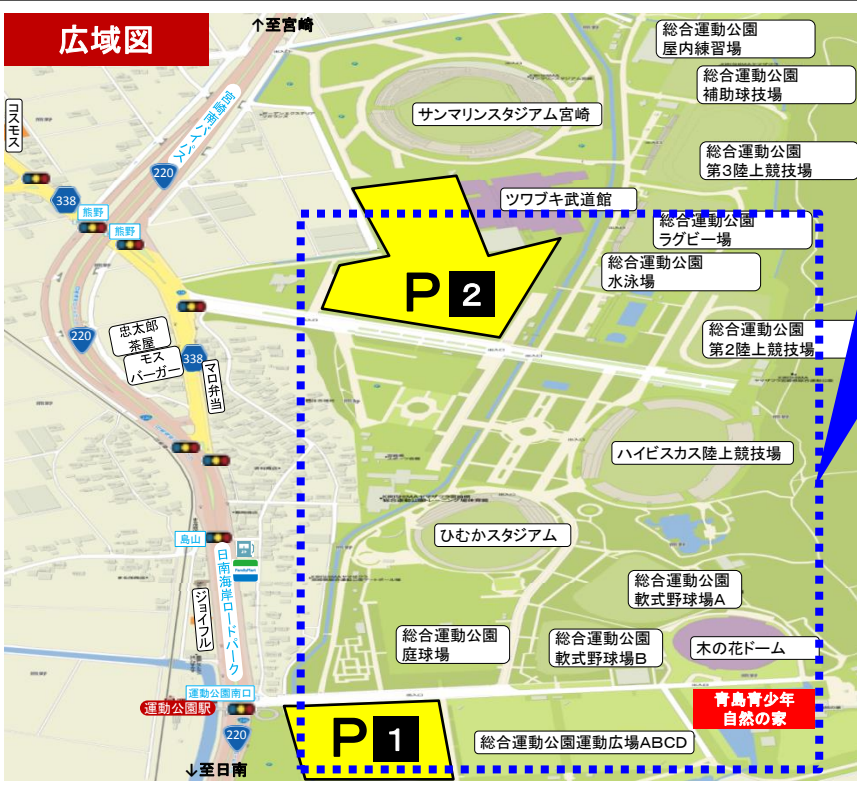 広域図
↑至宮崎
総合運動公園
屋内練習場
総合運動公園
補助球技場
コスモス
宮崎南バイパス
サンマリンスタジアム宮崎
総合運動公園
第3陸上競技場
220
338
ツワブキ武道館
熊野
熊野
総合運動公園
ラグビー場
総合運動公園
水泳場
P 2
220
忠太郎
茶屋
モス
バーガー
338
マロ弁当
総合運動公園
第2陸上競技場
ハイビスカス陸上競技場
ひむかスタジアム
島山
FamilyMart
日南海岸ロードパーク
ジョイフル
総合運動公園
軟式野球場A
総合運動公園
庭球場
総合運動公園
軟式野球場B
木の花ドーム
運動公園南口
運動公園駅
青島青少年
自然の家
220
P 1
総合運動公園運動広場ABCD
↓至日南